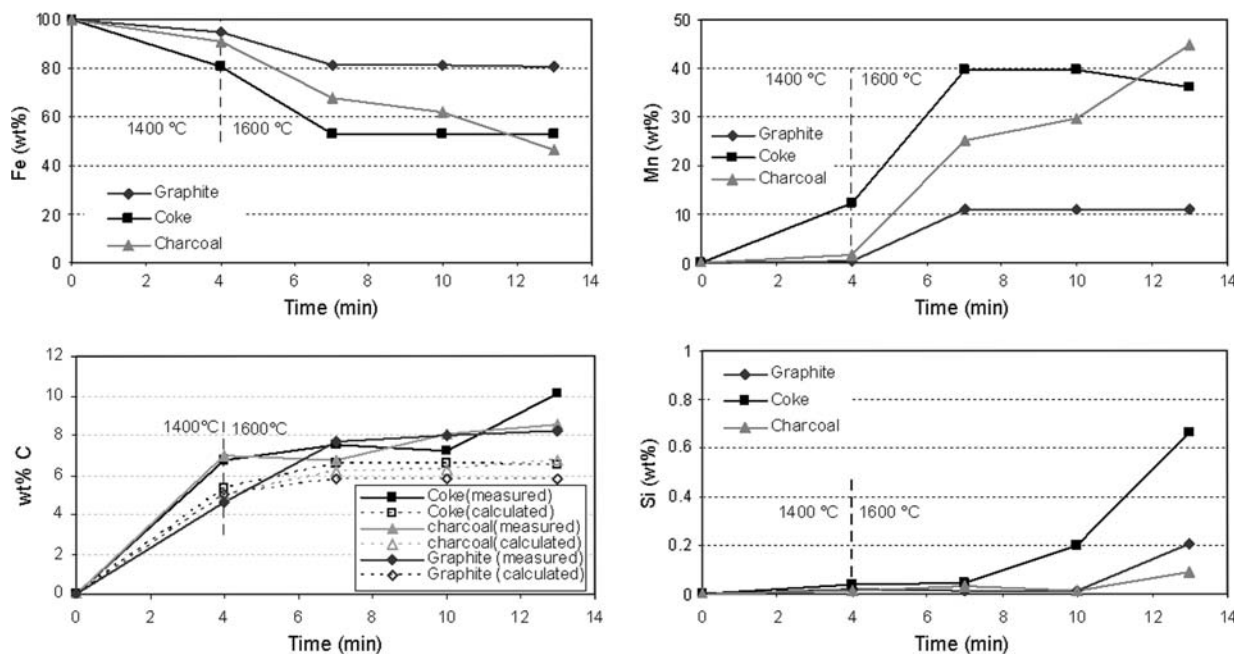 100
80
60
40
20
0
Fe (wt%)
1400 °C
1600 °C
Graphite
Coke
Charcoal
0 2 4 6 8 10 12 14
Time (min)
50
40
30
20
10
0
Mn (wt%)
1400 °C
1600 °C
Graphite
Coke
Charcoal
0 2 4 6 8 10 12 14
Time (min)
12
10
8
6
4
2
0
wt% C
1400°C
1600°C
Coke(measured)
Coke(calculated)
charcoal(measured)
charcoal(calculated)
Graphite (measured)
Graphite (calculated)
0 2 4 6 8 10 12 14
Time (min)
1
0.8
0.6
0.4
0.2
0
Si (wt%)
Graphite
Coke
Charcoal
1400 °C
1600 °C
0 2 4 6 8 10 12 14
Time (min)